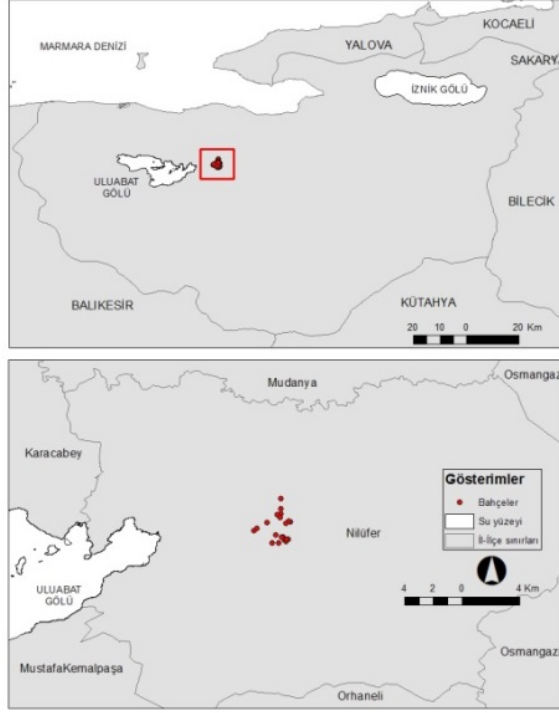 KOCAELİ
MARMARA DENİZİ
YALOVA
SAKARYA
İZNİK GÖLÜ
ULUABAT
GÖLÜ
BİLECİK
BALIKESİR
KÜTAHYA
20 10 0 20 Km
Mudanya
Osmangazi
Karacabey
Gösterimler
Bahçeler
Su yüzeyi
İl-İlçe sınırları
Nilüfer
ULUABAT
GÖLÜ
4 2 0 4 Km
Osmangazi
MustafaKemalpaşa
Orhaneli